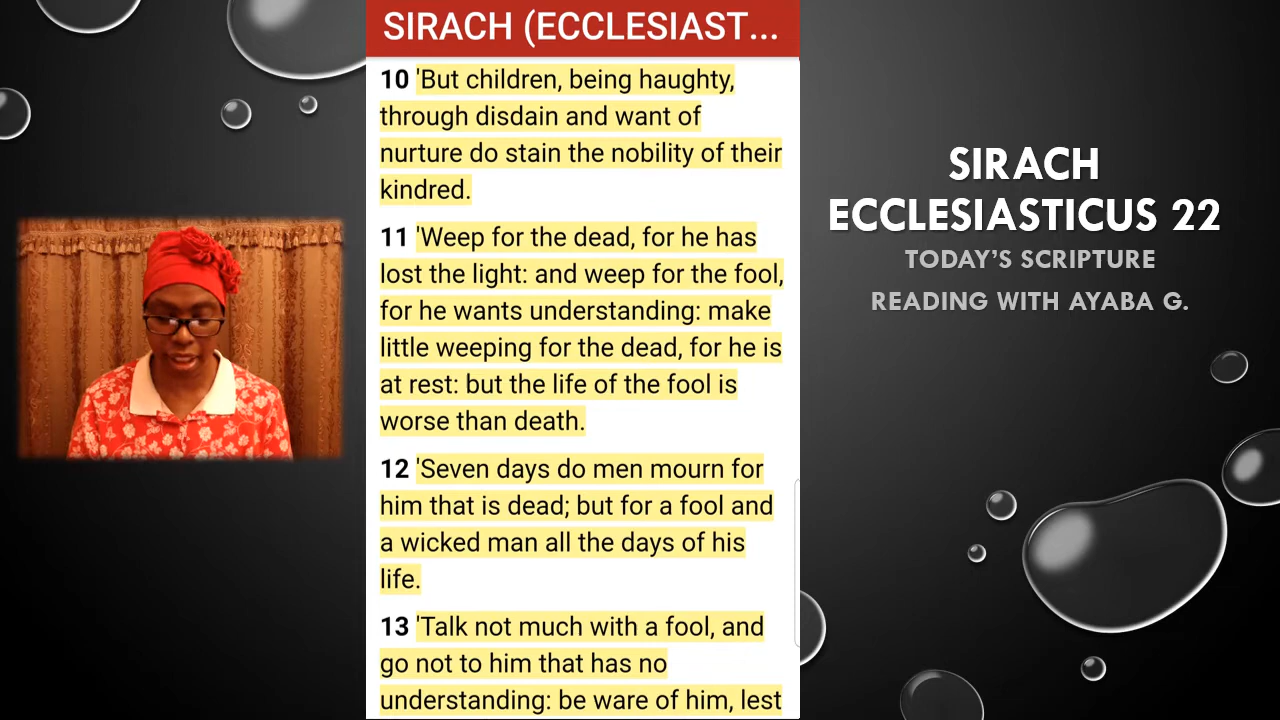 SIRACH (ECCLESIAST...
10 'But children, being haughty,
through disdain and want of
nurture do stain the nobility of their
kindred.
11 'Weep for the dead, for he has
lost the light: and weep for the fool,
for he wants understanding: make
little weeping for the dead, for he is
at rest: but the life of the fool is
worse than death.
12 'Seven days do men mourn for
him that is dead; but for a fool and
a wicked man all the days of his
life.
13 'Talk not much with a fool, and
go not to him that has no
understanding: be ware of him, lest
SIRACH
ECCLESIASTICUS 22
TODAY'S SCRIPTURE
READING WITH AYABA G.